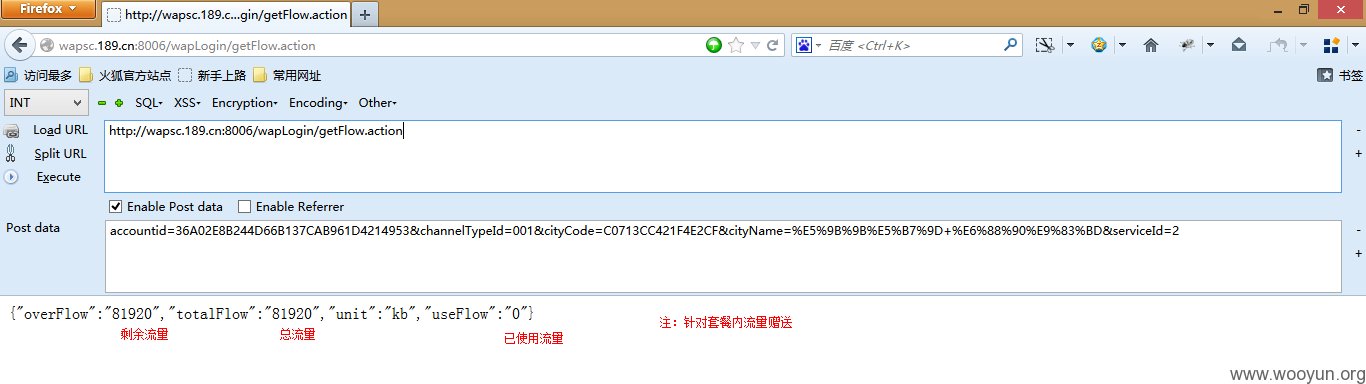 Firefox
http://wapsc.189.c...gin/getFlow.action
wapsc.189.cn:8006/wapLogin/getFlow.action
百度 <Ctrl+K>
访问最多 火狐官方站点 新手上路 常用网址 书签
INT SQL XSS Encryption Encoding Other
Load URL
http://wapsc.189.cn:8006/wapLogin/getFlow.action
Split URL
Execute
Enable Post data Enable Referrer
Post data
accountid=36A02E8B244D66B137CAB961D4214953&channelTypeId=001&cityCode=C0713CC421F4E2CF&cityName=%E5%9B%9B%E5%B7%9D+%E6%88%90%E9%83%BD&serviceId=2
{"overFlow":"81920","totalFlow":"81920","unit":"kb","useFlow":"0"}
剩余流量 总流量 已使用流量 注：针对套餐内流量赠送
www.wooyun.org